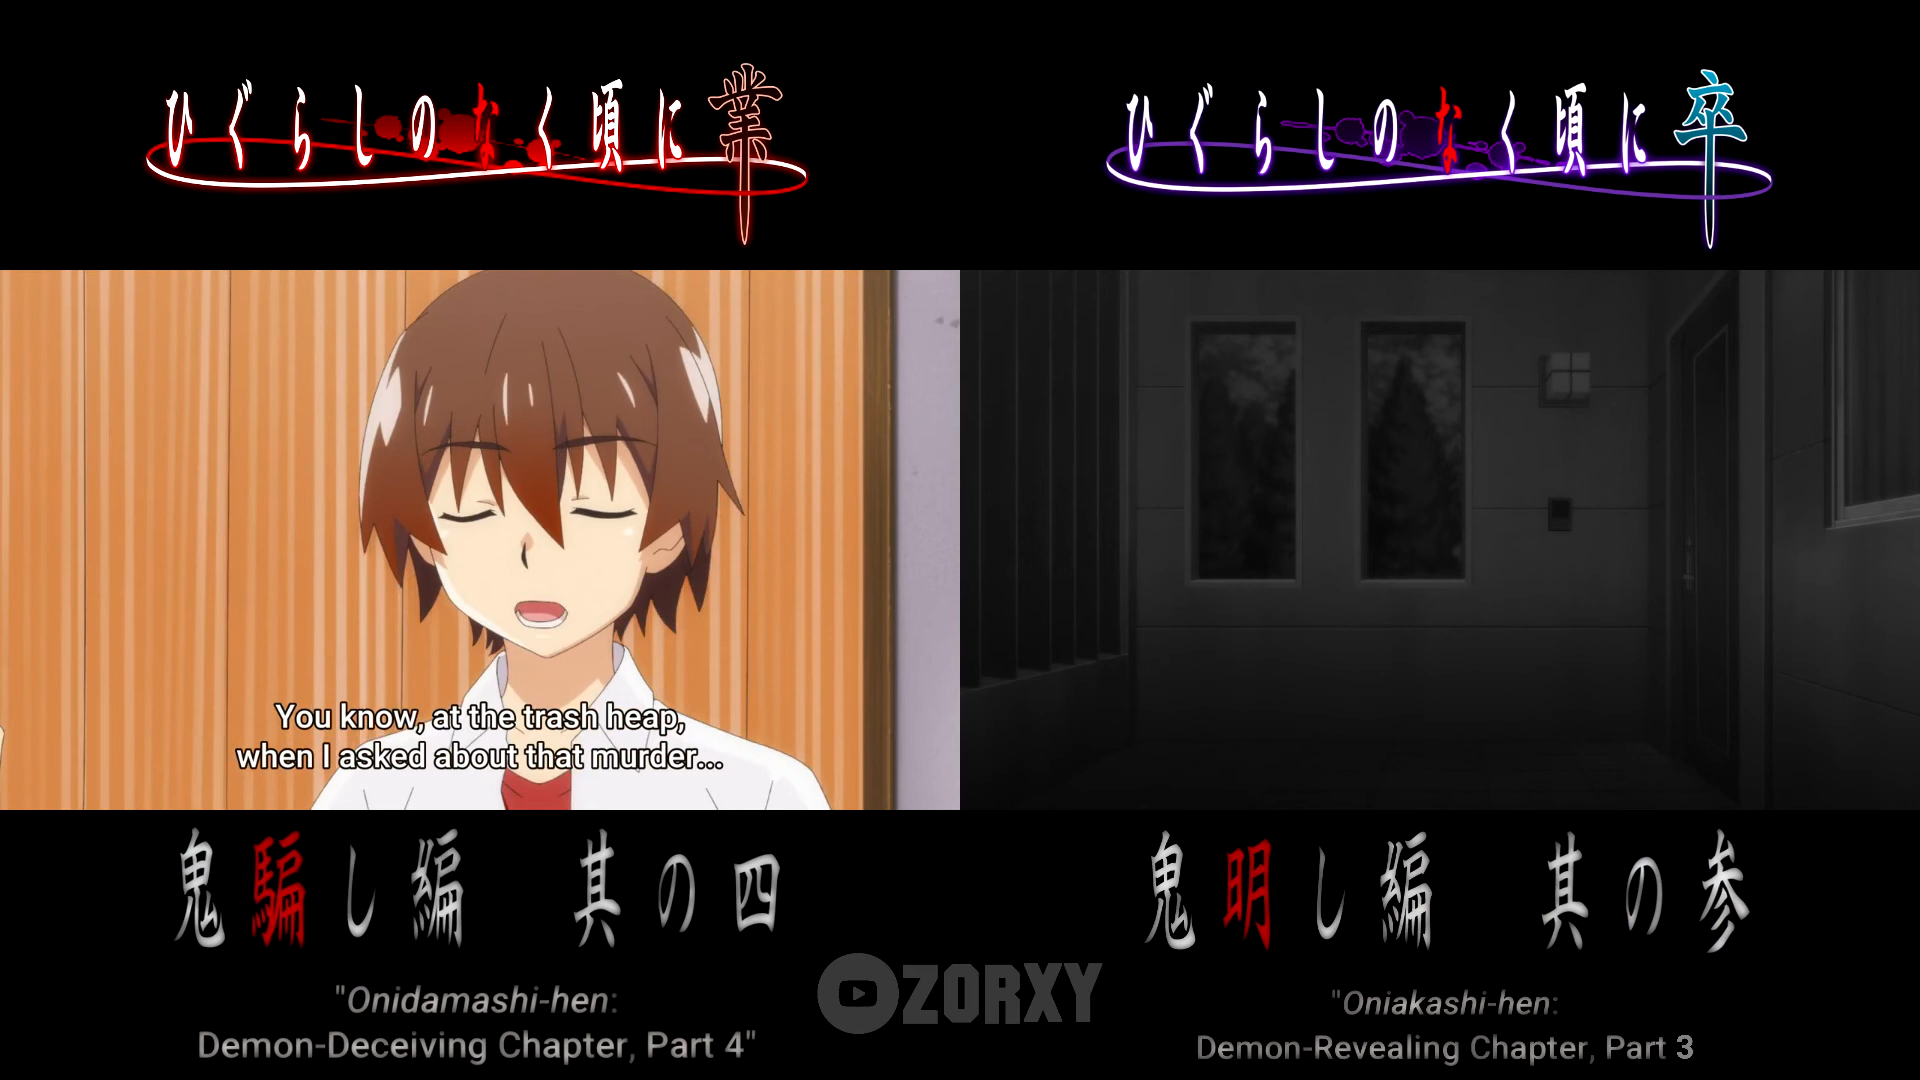 ひぐらしのなく頃に業
ひぐらしのなく頃に卒
You know, at the trash heap,
when I asked about that murder...
鬼騙し編 其の四
"Onidamashi-hen:
Demon-Deceiving Chapter, Part 4"
鬼明し編 其の参
"Oniakashi-hen:
Demon-Revealing Chapter, Part 3
ZORXY